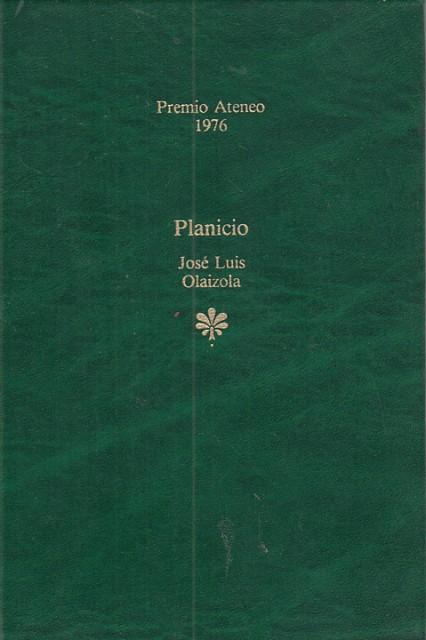 Premio Ateneo
1976
Planicio
José Luis
Olaizola